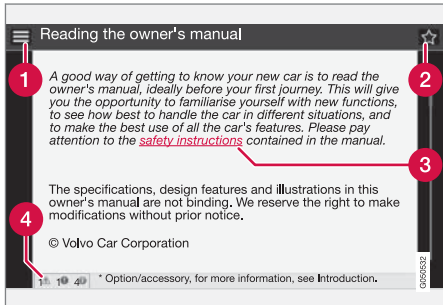 Reading the owner's manual
1
2
A good way of getting to know your new car is to read the
owner's manual, ideally before your first journey. This will give
you the opportunity to familiarise yourself with new functions,
to see how best to handle the car in different situations, and
to make the best use of all the car's features. Please pay
attention to the safety instructions contained in the manual.
3
The specifications, design features and illustrations in this
owner's manual are not binding. We reserve the right to make
modifications without prior notice.
4
© Volvo Car Corporation
1 1 4 * Option/accessory, for more information, see Introduction.
G050532